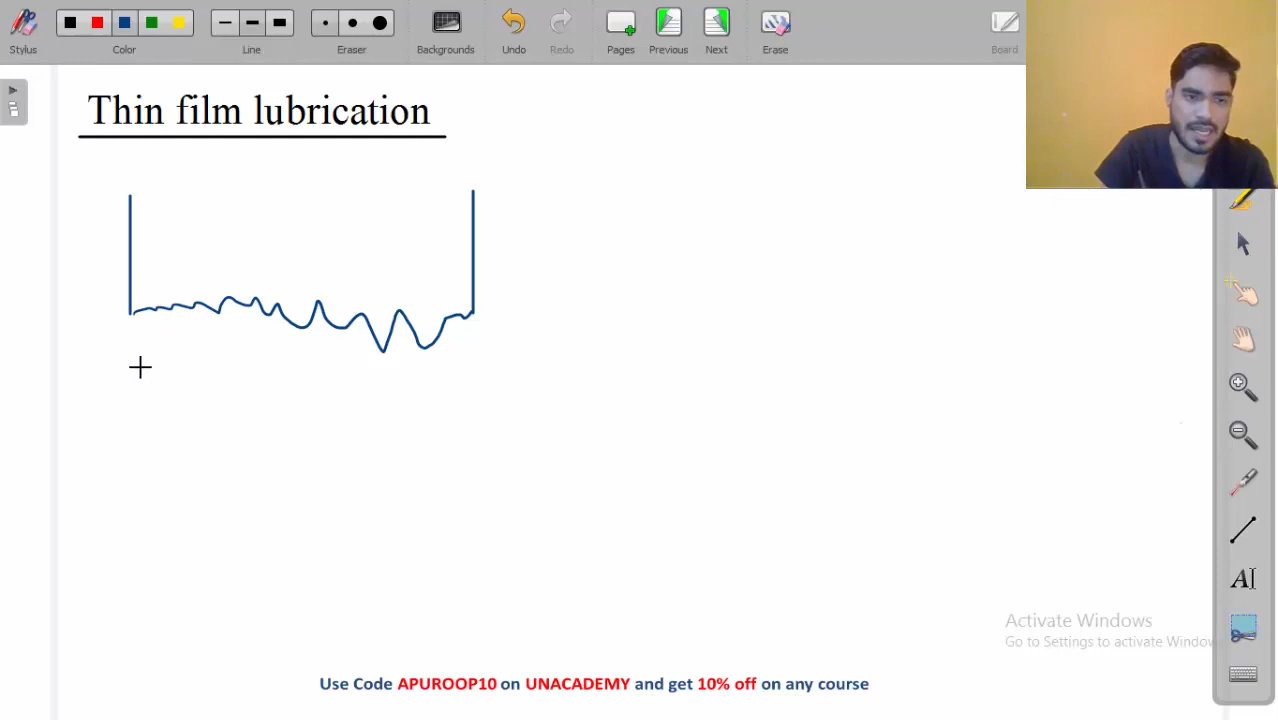 Stylus Color Line Eraser Backgrounds Undo Redo Pages Previous Next Erase Board
Thin film lubrication
A
Activate Windows
Go to Settings to activate Windows
Use Code APUROOP10 on UNACADEMY and get 10% off on any course